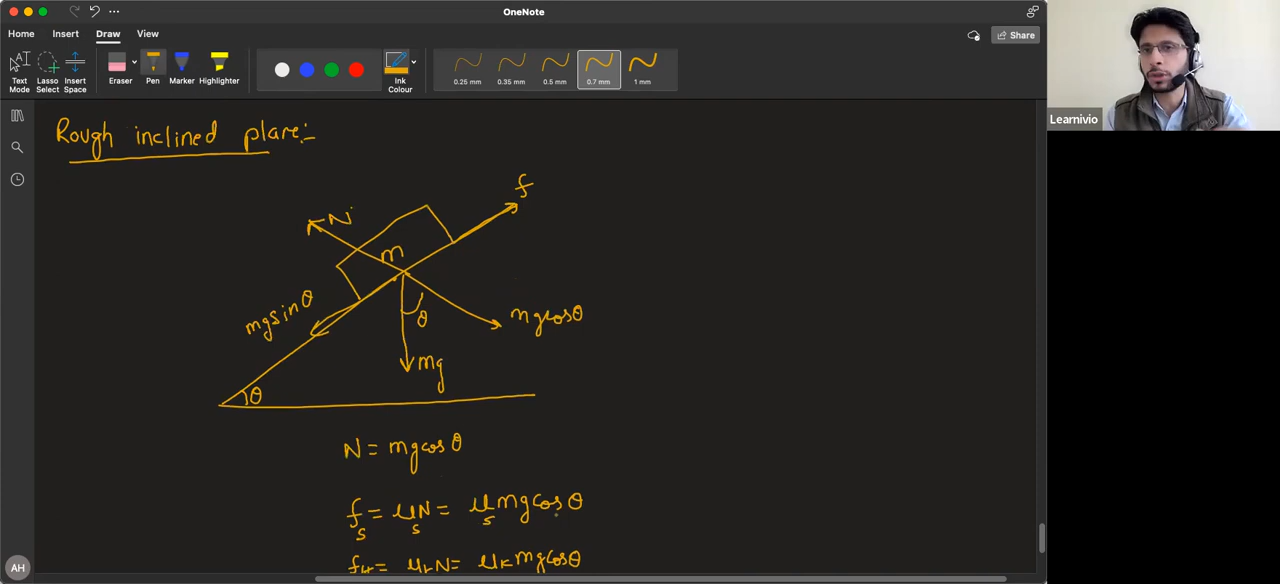 OneNote
Home Insert Draw View
Share
Text Mode
Lasso Select
Insert Space
Eraser
Pen
Marker
Highlighter
Ink Colour
0.25 mm
0.35 mm
0.5 mm
0.7 mm
1 mm
Learnivio
Rough inclined plane:-
f
N
m
mgsinθ
θ
mgcosθ
mg
θ
N = mgcosθ
fs = μsN = μsmgcosθ
fk = μkN = μkmgcosθ
AH